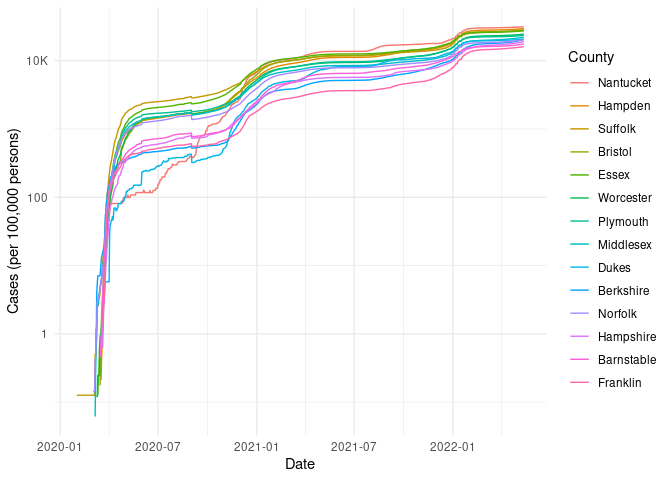 10K
100
1
Cases (per 100,000 persons)
2020-01
2020-07
2021-01
2021-07
2022-01
Date
County
Nantucket
Hampden
Suffolk
Bristol
Essex
Worcester
Plymouth
Middlesex
Dukes
Berkshire
Norfolk
Hampshire
Barnstable
Franklin